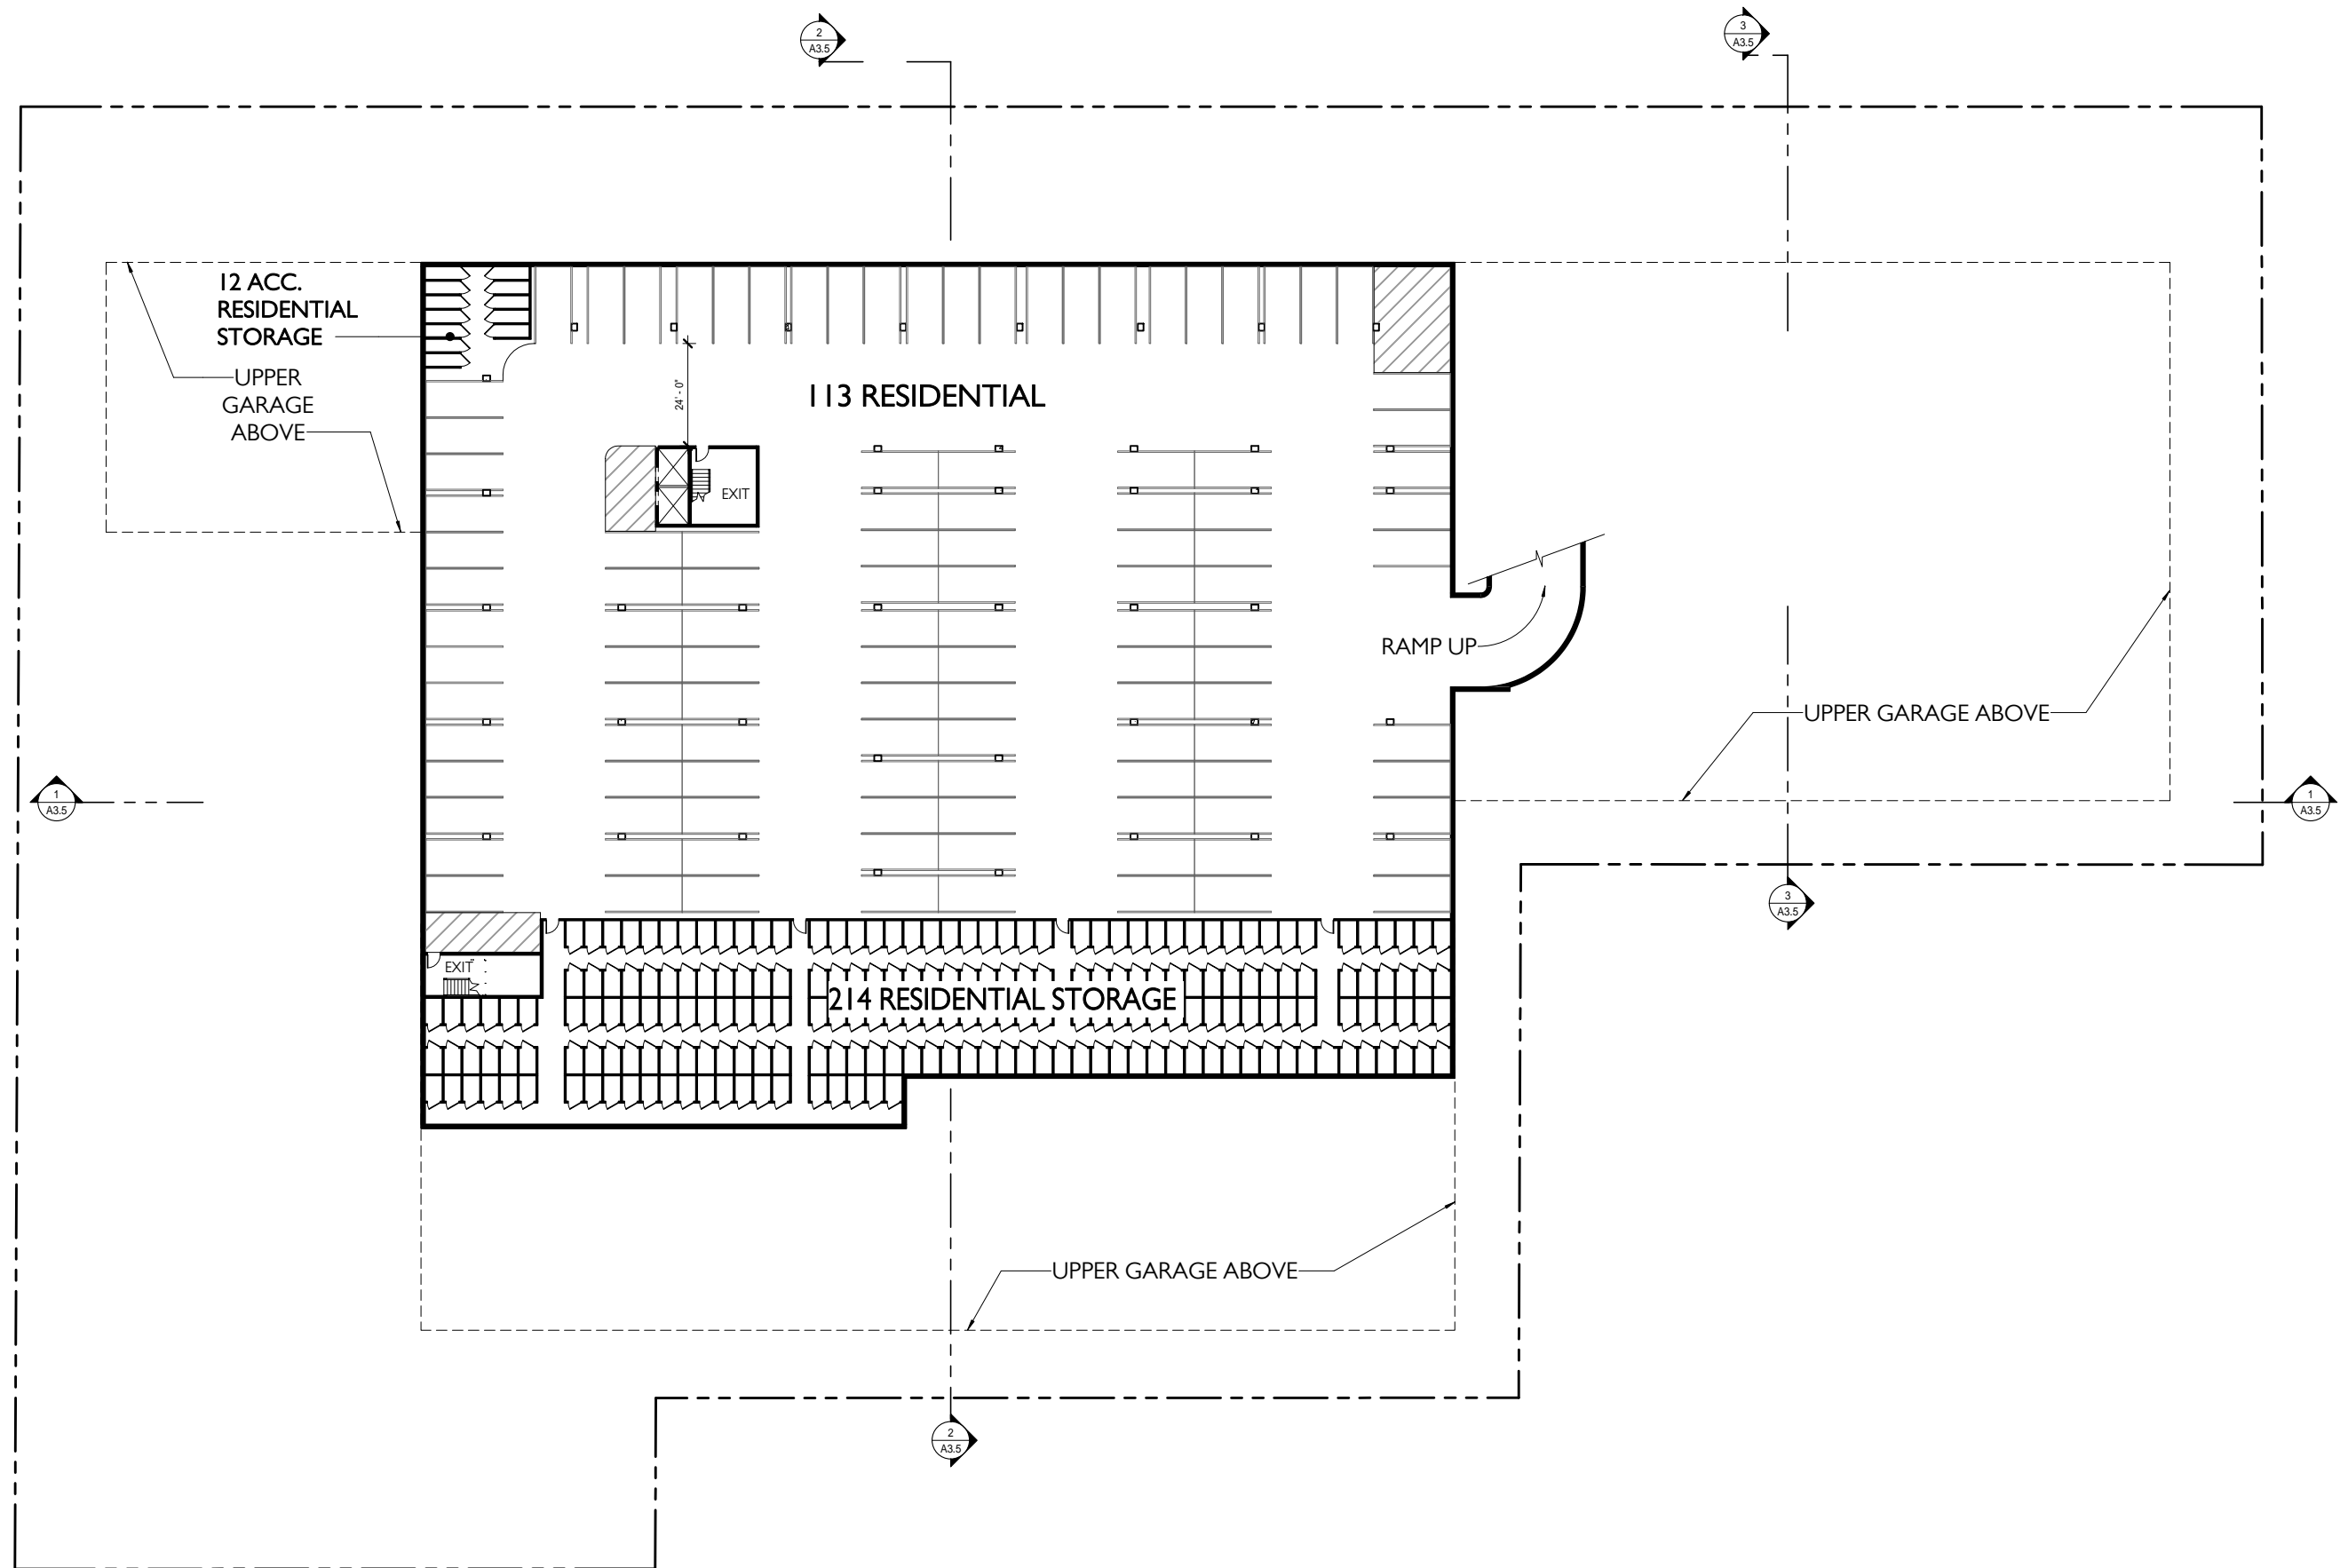 2
A3.5
3
A3.5
12 ACC.
RESIDENTIAL
STORAGE
UPPER
GARAGE
ABOVE
24' - 0"
113 RESIDENTIAL
EXIT
RAMP UP
UPPER GARAGE ABOVE
1
A3.5
1
A3.5
3
A3.5
EXIT
214 RESIDENTIAL STORAGE
UPPER GARAGE ABOVE
2
A3.5